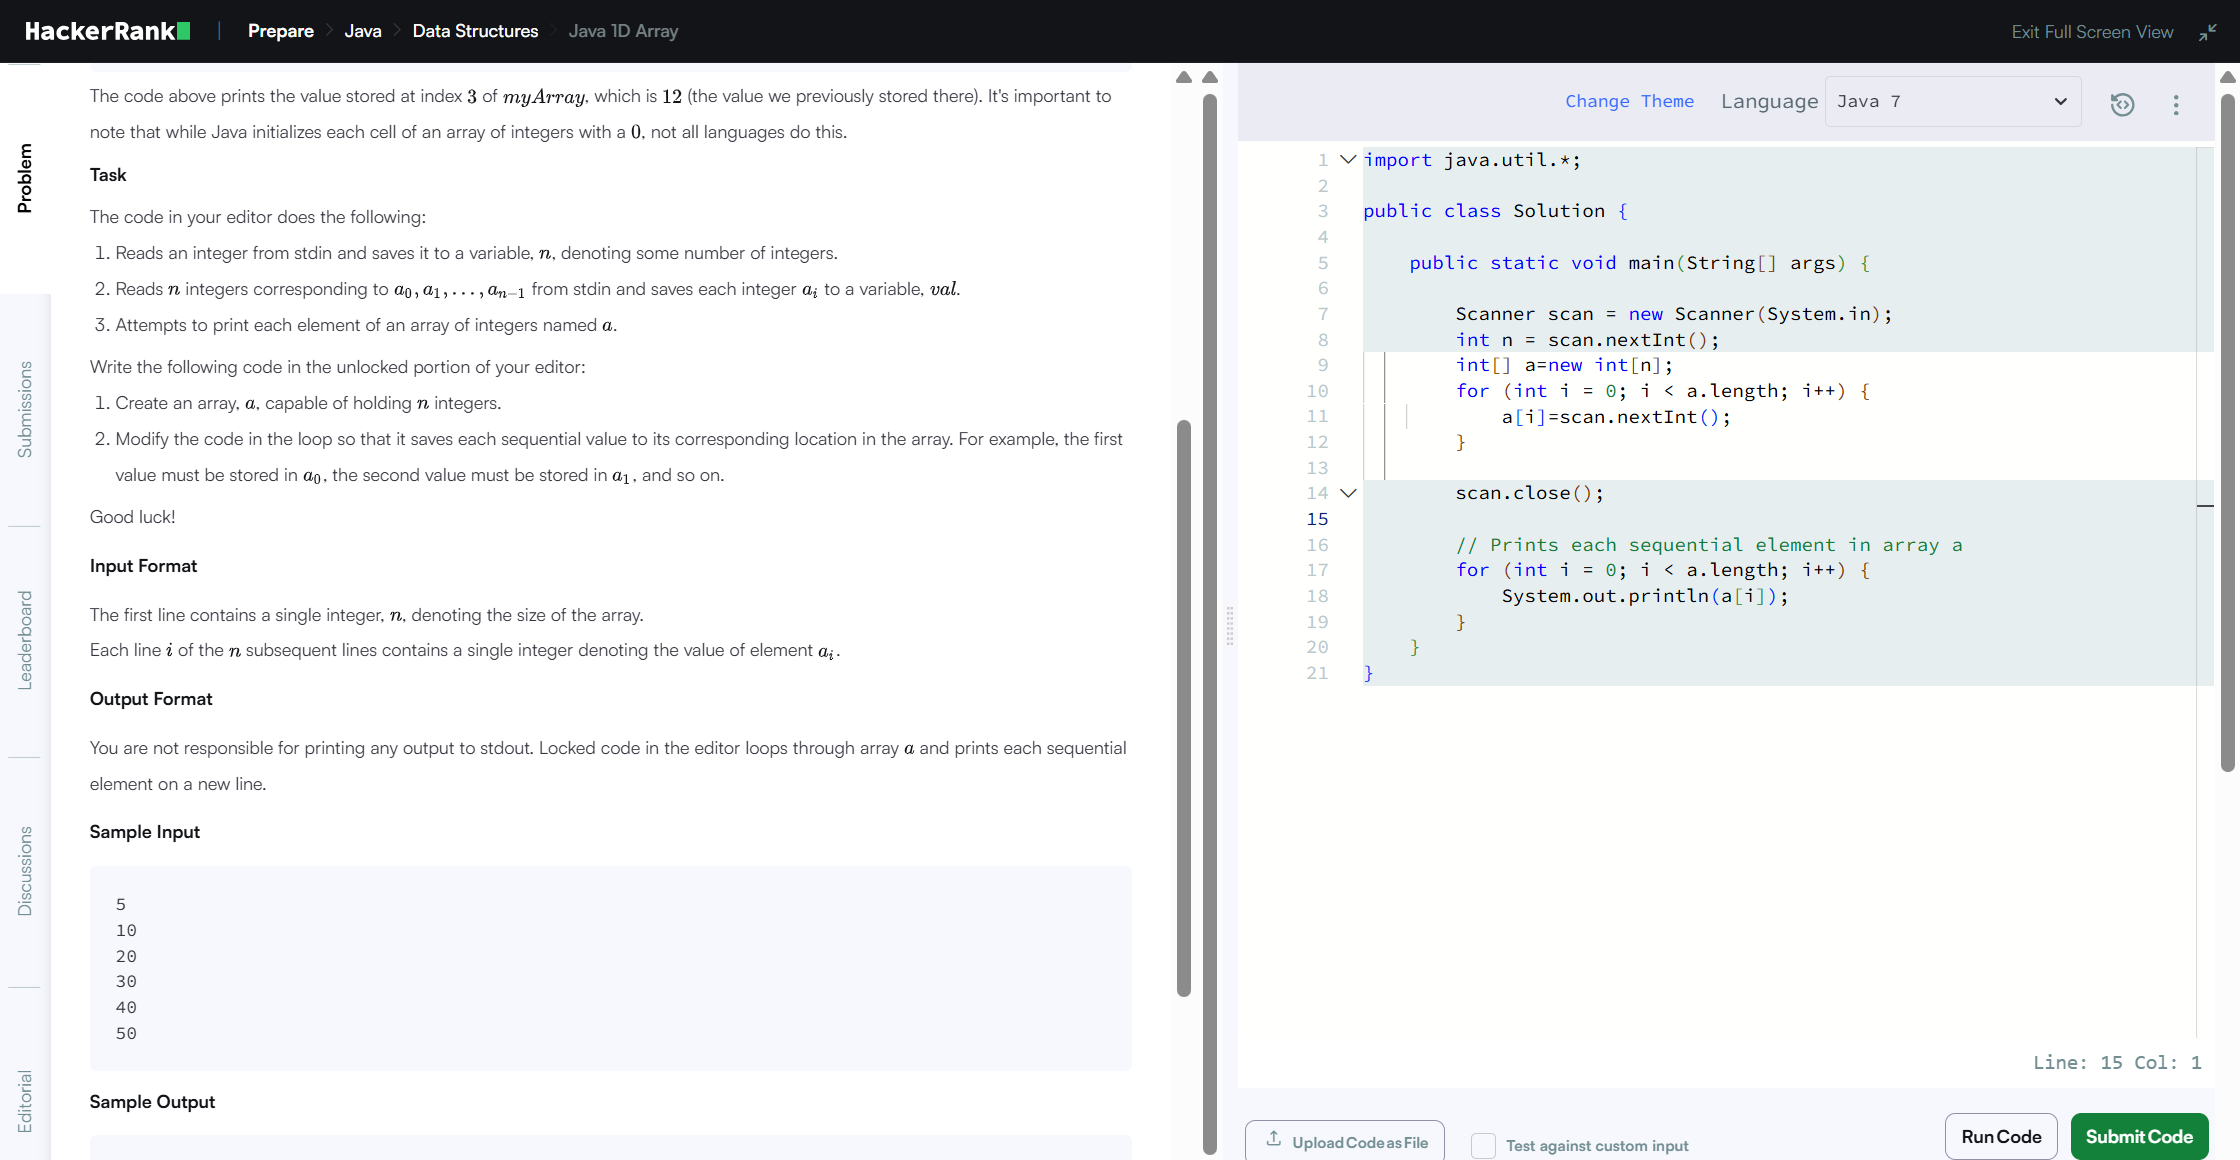 HackerRank | Prepare > Java > Data Structures > Java 1D Array
Exit Full Screen View
Problem
Submissions
Leaderboard
Discussions
Editorial
The code above prints the value stored at index 3 of myArray, which is 12 (the value we previously stored there). It's important to
note that while Java initializes each cell of an array of integers with a 0, not all languages do this.
Task
The code in your editor does the following:
1. Reads an integer from stdin and saves it to a variable, n, denoting some number of integers.
2. Reads n integers corresponding to a₀, a₁, . . . , aₙ₋₁ from stdin and saves each integer aᵢ to a variable, val.
3. Attempts to print each element of an array of integers named a.
Write the following code in the unlocked portion of your editor:
1. Create an array, a, capable of holding n integers.
2. Modify the code in the loop so that it saves each sequential value to its corresponding location in the array. For example, the first
value must be stored in a₀, the second value must be stored in a₁, and so on.
Good luck!
Input Format
The first line contains a single integer, n, denoting the size of the array.
Each line i of the n subsequent lines contains a single integer denoting the value of element aᵢ.
Output Format
You are not responsible for printing any output to stdout. Locked code in the editor loops through array a and prints each sequential
element on a new line.
Sample Input
5
10
20
30
40
50
Sample Output
Change Theme Language Java 7
1 import java.util.*;
2
3 public class Solution {
4
5     public static void main(String[] args) {
6
7         Scanner scan = new Scanner(System.in);
8         int n = scan.nextInt();
9         int[] a=new int[n];
10         for (int i = 0; i < a.length; i++) {
11             a[i]=scan.nextInt();
12         }
13
14         scan.close();
15
16         // Prints each sequential element in array a
17         for (int i = 0; i < a.length; i++) {
18             System.out.println(a[i]);
19         }
20     }
21 }
Line: 15 Col: 1
Upload Code as File
Test against custom input
Run Code
Submit Code